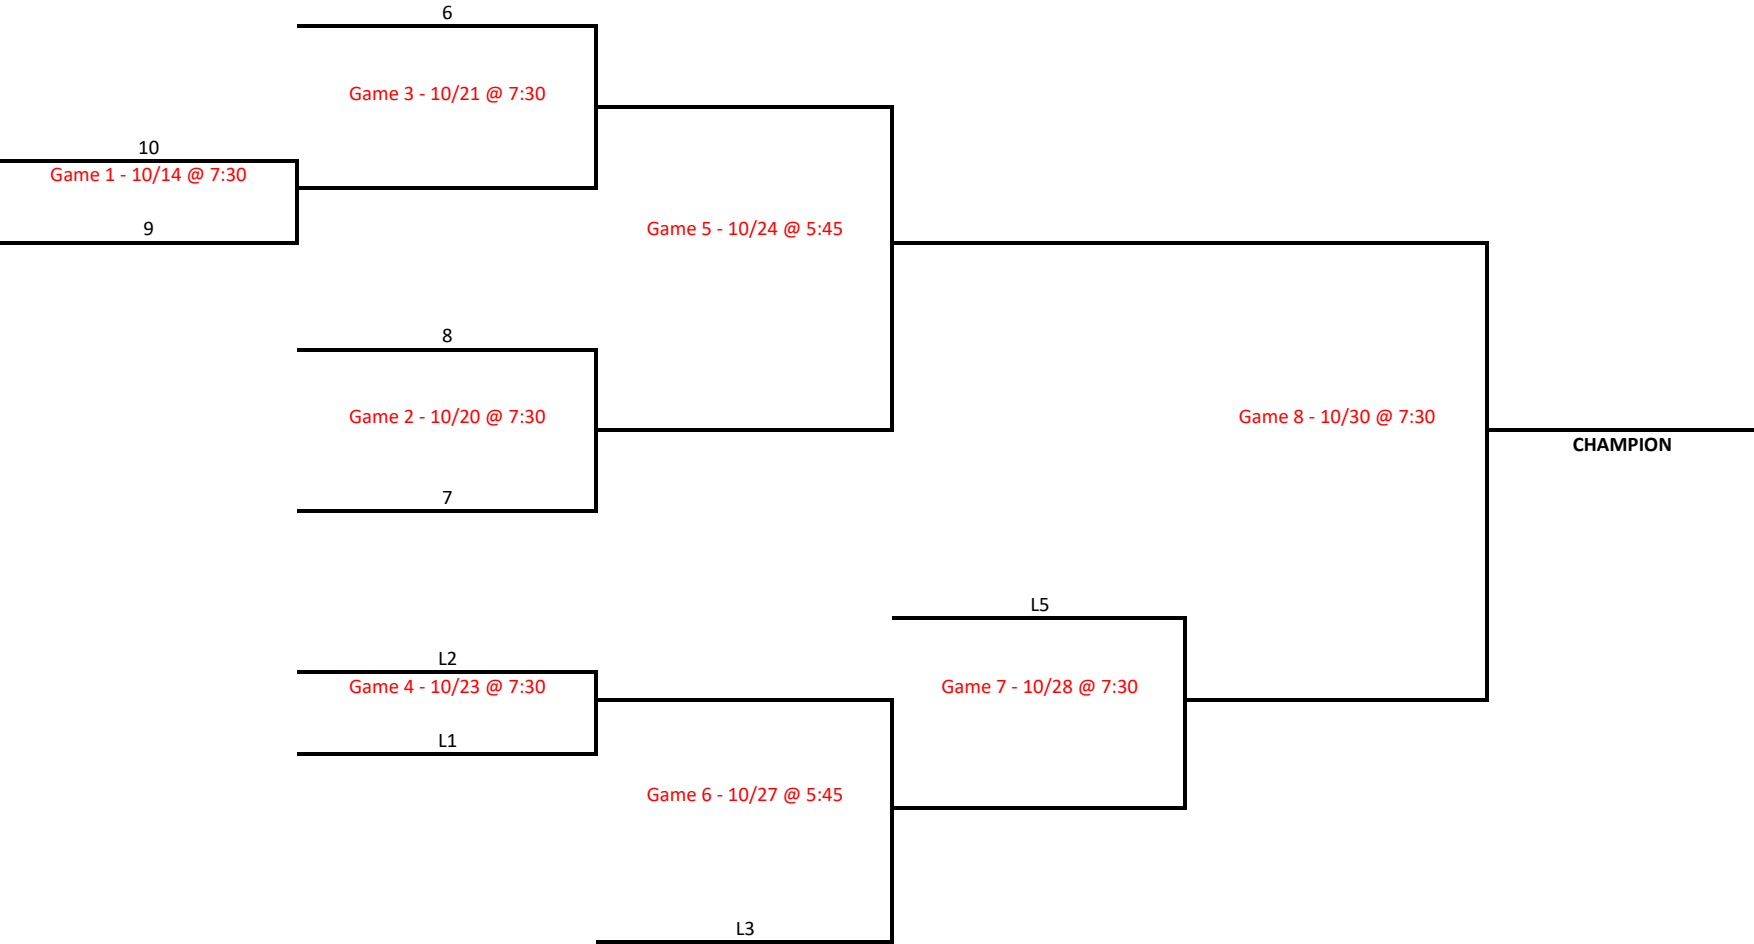 6
Game 3 - 10/21 @ 7:30
10
Game 1 - 10/14 @ 7:30
9
Game 5 - 10/24 @ 5:45
8
Game 2 - 10/20 @ 7:30
Game 8 - 10/30 @ 7:30
CHAMPION
7
L5
L2
Game 4 - 10/23 @ 7:30
Game 7 - 10/28 @ 7:30
L1
Game 6 - 10/27 @ 5:45
L3